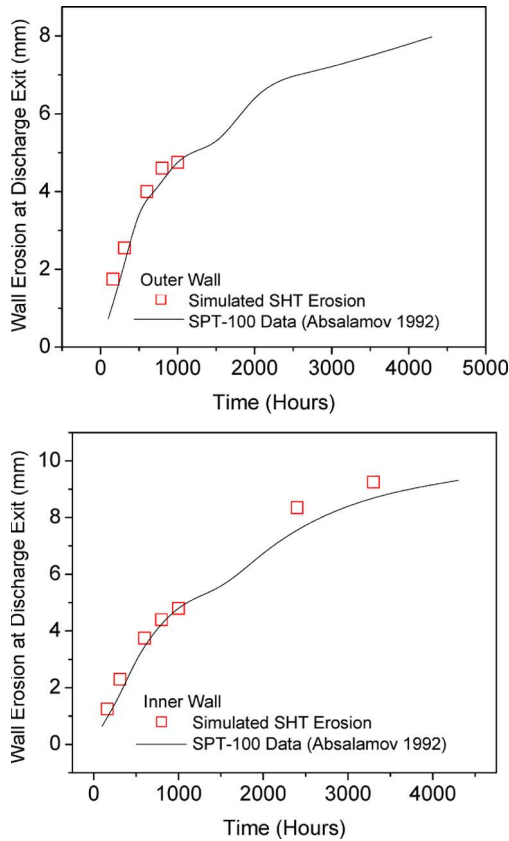 Wall Erosion at Discharge Exit (mm)
8
6
4
2
0
Outer Wall
Simulated SHT Erosion
SPT-100 Data (Absalamov 1992)
0 1000 2000 3000 4000 5000
Time (Hours)
Wall Erosion at Discharge Exit (mm)
10
8
6
4
2
0
Inner Wall
Simulated SHT Erosion
SPT-100 Data (Absalamov 1992)
0 1000 2000 3000 4000
Time (Hours)